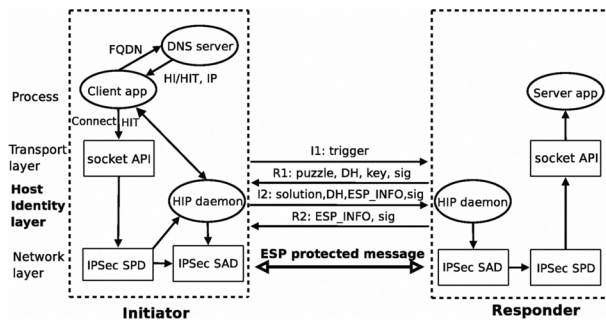 FQDN
DNS server
HI/HIT, IP
Process
Client app
Server app
Connect HIT
Transport
layer
socket API
socket API
I1: trigger
R1: puzzle, DH, key, sig
Host
Identity
layer
HIP daemon
I2: solution,DH,ESP_INFO,sig
HIP daemon
R2: ESP_INFO, sig
Network
layer
IPSec SPD
IPSec SAD
ESP protected message
IPSec SAD
IPSec SPD
Initiator
Responder